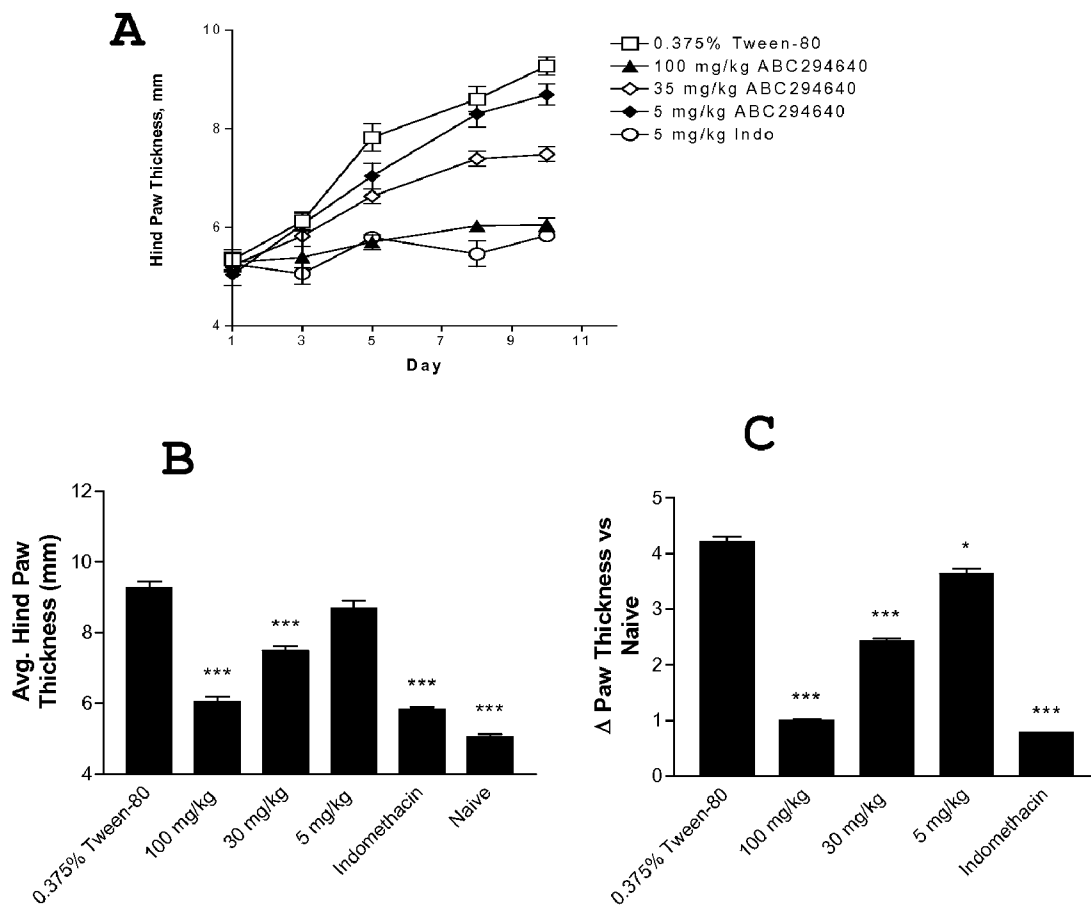 A
10
8
6
4
Hind Paw Thickness, mm
1 3 5 7 9 11
Day
0.375% Tween-80
100 mg/kg ABC294640
35 mg/kg ABC294640
5 mg/kg ABC294640
5 mg/kg Indo
B
12
10
8
6
4
Avg. Hind Paw
Thickness (mm)
***
***
***
***
0.375% Tween-80
100 mg/kg
30 mg/kg
5 mg/kg
Indomethacin
Naive
C
5
4
3
2
1
0
Δ Paw Thickness vs
Naive
***
***
*
***
0.375% Tween-80
100 mg/kg
30 mg/kg
5 mg/kg
Indomethacin